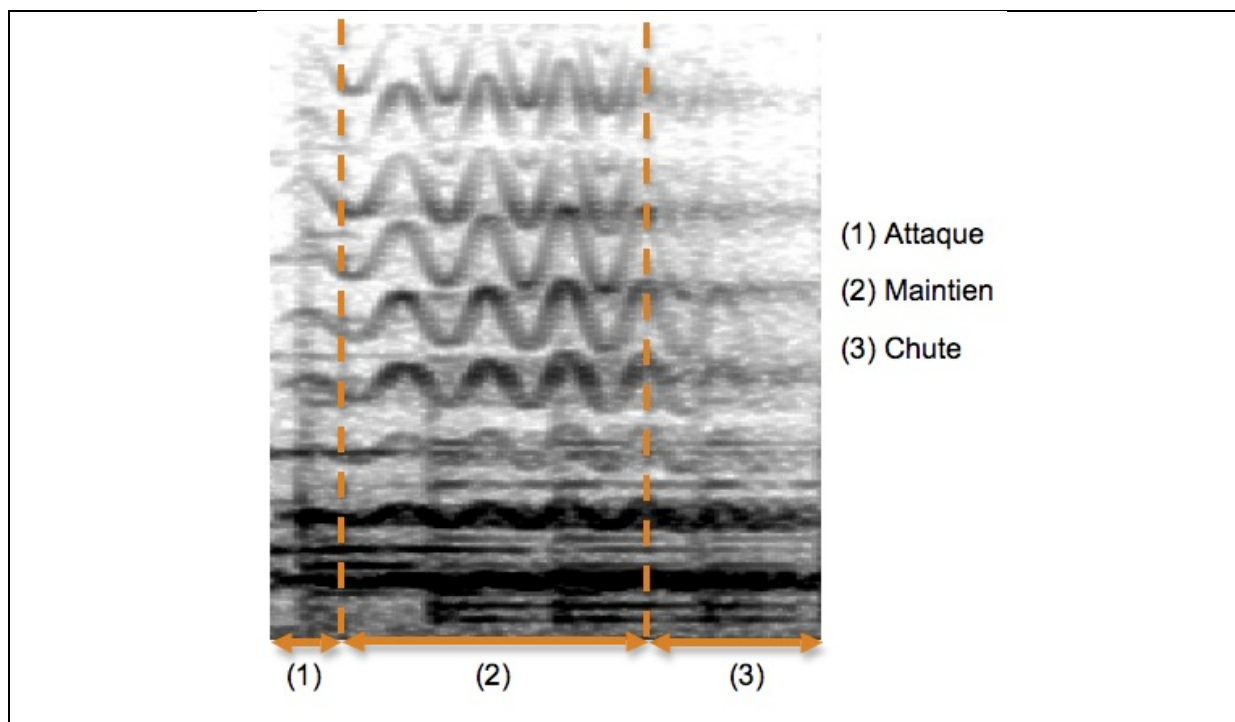 (1) Attaque
(2) Maintien
(3) Chute
(1)
(2)
(3)